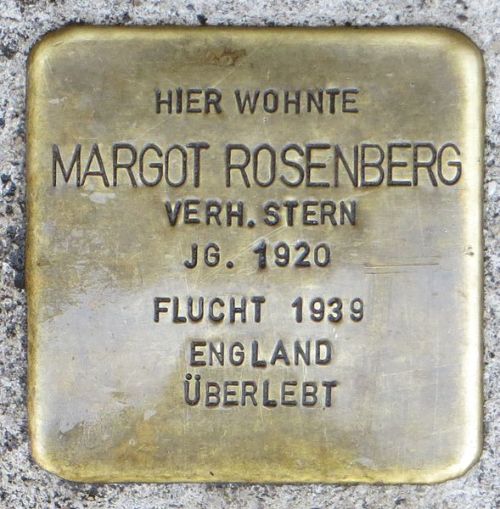 HIER WOHNTE
MARGOT ROSENBERG
VERH. STERN
JG. 1920
FLUCHT 1939
ENGLAND
ÜBERLEBT